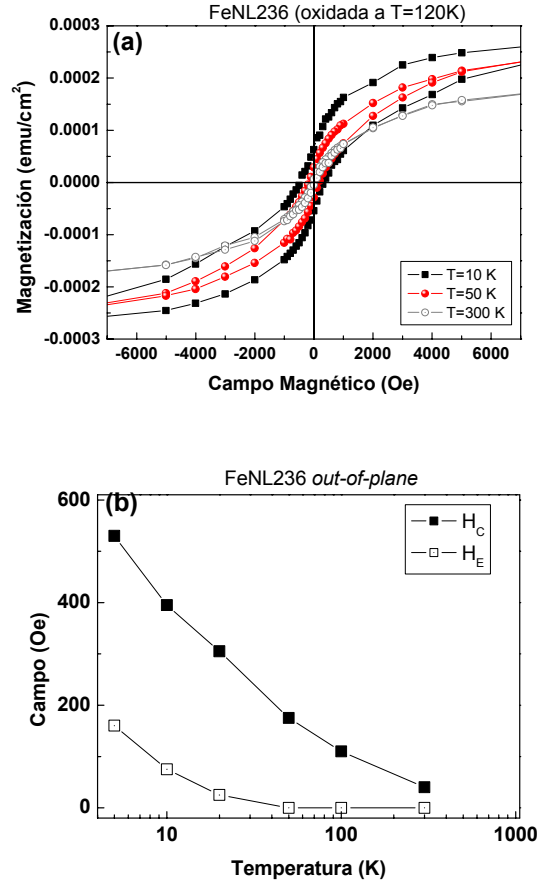 FeNL236 (oxidada a T=120K)
(a)
0.0003
0.0002
0.0001
0.0000
-0.0001
-0.0002
-0.0003
Magnetización (emu/cm²)
T=10 K
T=50 K
T=300 K
-6000 -4000 -2000 0 2000 4000 6000
Campo Magnético (Oe)
FeNL236 out-of-plane
(b)
600
400
200
0
Campo (Oe)
H_C
H_E
10 100 1000
Temperatura (K)